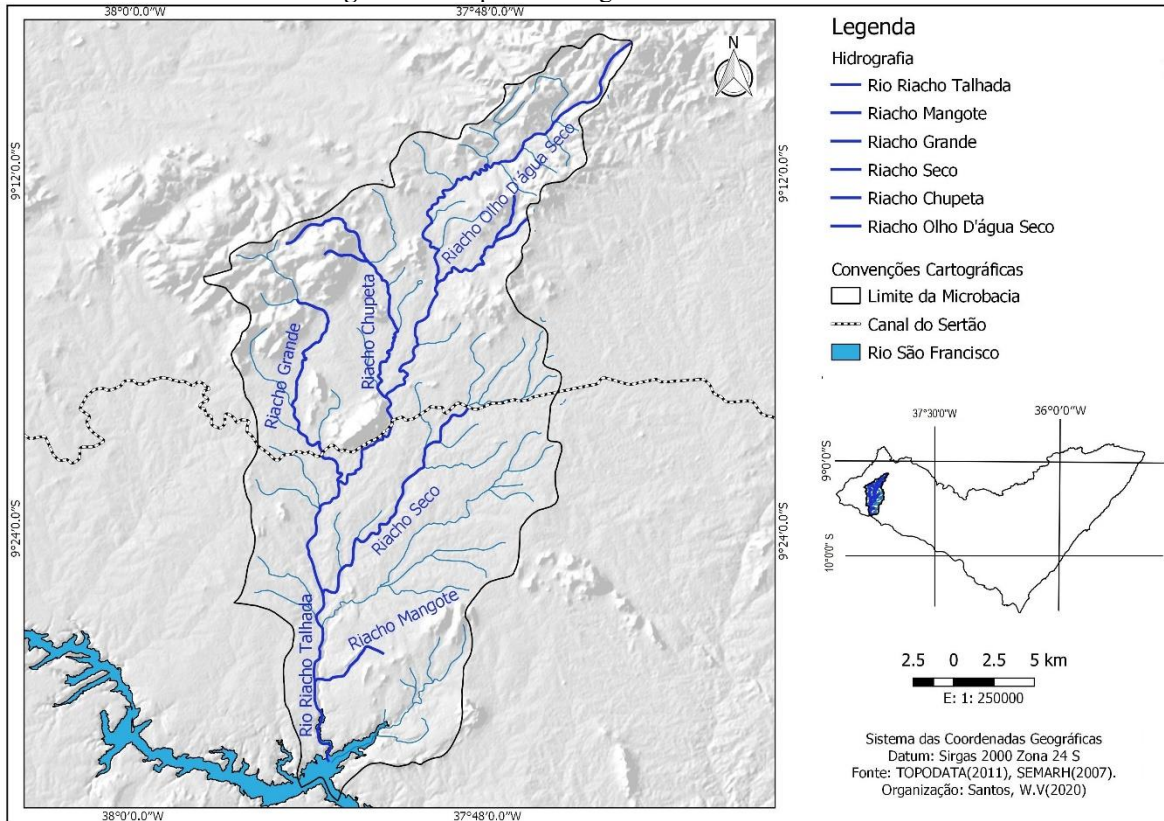 38°0'0.0"W
37°48'0.0"W
N
9°12'0.0"S
9°12'0.0"S
Riacho Olho D'água Seco
Riacho Chupeta
Riacho Grande
Riacho Seco
9°24'0.0"S
9°24'0.0"S
Riacho Mangote
Rio Riacho Talhada
38°0'0.0"W
37°48'0.0"W
Legenda
Hidrografia
Rio Riacho Talhada
Riacho Mangote
Riacho Grande
Riacho Seco
Riacho Chupeta
Riacho Olho D'água Seco
Convenções Cartográficas
Limite da Microbacia
Canal do Sertão
Rio São Francisco
37°30'0.0"W
36°0'0.0"W
9°0'0.0"S
10°0'0.0"S
2.5 0 2.5 5 km
E: 1: 250000
Sistema das Coordenadas Geográficas
Datum: Sirgas 2000 Zona 24 S
Fonte: TOPODATA(2011), SEMARH(2007).
Organização: Santos, W.V(2020)